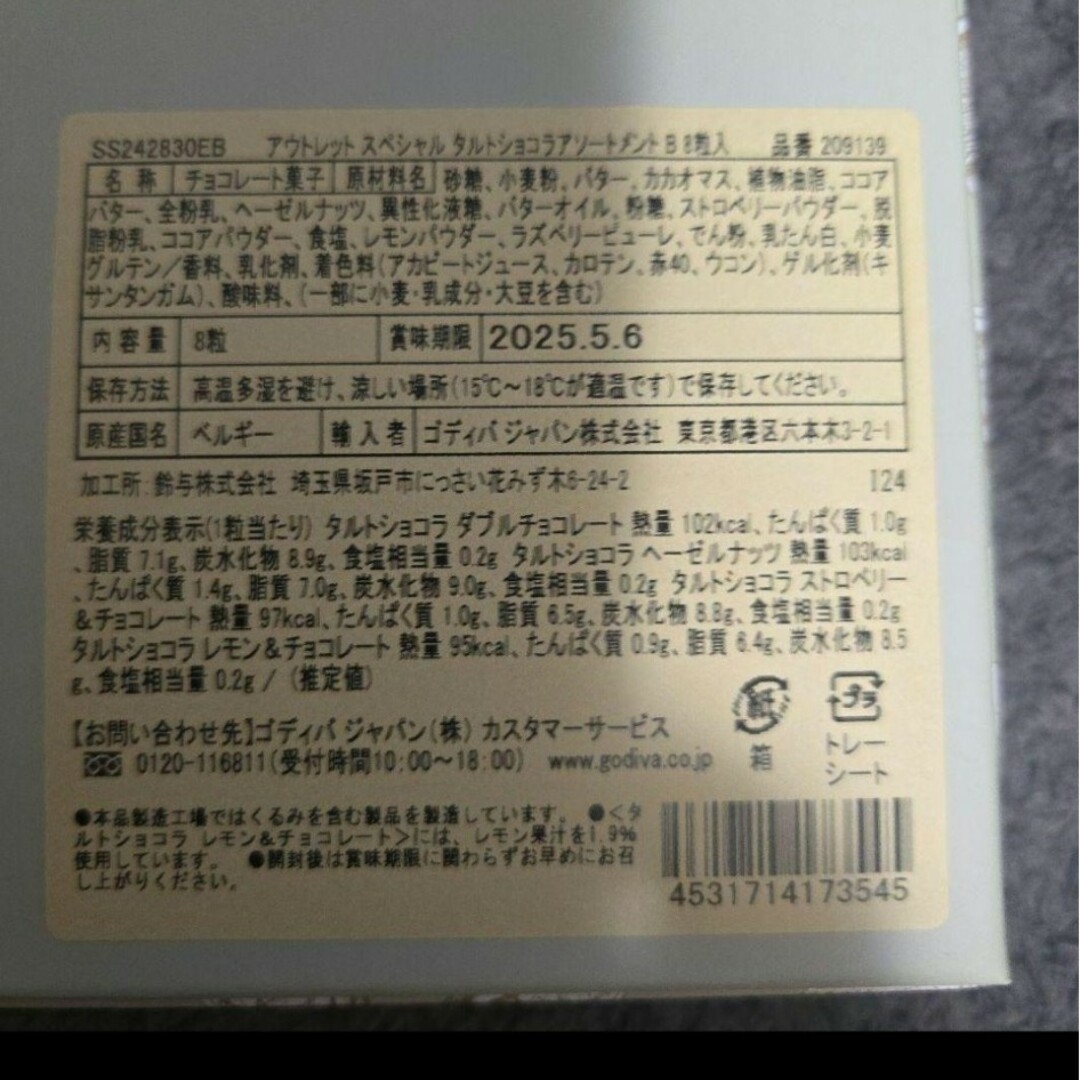 SS242830EB アウトレット スペシャル タルトショコラアソートメント B 8粒入 品番 209139
名 称 チョコレート菓子 原材料名 砂糖、小麦粉、バター、カカオマス、植物油脂、ココア
バター、全粉乳、ヘーゼルナッツ、異性化液糖、バターオイル、粉糖、ストロベリーパウダー、脱
脂粉乳、ココアパウダー、食塩、レモンパウダー、ラズベリーピューレ、でん粉、乳たん白、小麦
グルテン／香料、乳化剤、着色料(アカビートジュース、カロテン、赤40、ウコン)、ゲル化剤(キ
サンタンガム)、酸味料、(一部に小麦・乳成分・大豆を含む)
内 容 量 8粒 賞味期限 2025.5.6
保存方法 高温多湿を避け、涼しい場所(15℃～18℃が適温です)で保存してください。
原産国名 ベルギー 輸 入 者 ゴディバ ジャパン株式会社 東京都港区六本木3-2-1
加工所:鈴与株式会社 埼玉県坂戸市にっさい花みず木6-24-2 I24
栄養成分表示(1粒当たり) タルトショコラ ダブルチョコレート 熱量 102kcal、たんぱく質 1.0g
、脂質 7.1g、炭水化物 8.9g、食塩相当量 0.2g タルトショコラ ヘーゼルナッツ 熱量 103kcal
、たんぱく質 1.4g、脂質 7.0g、炭水化物 9.0g、食塩相当量 0.2g タルトショコラ ストロベリー
&チョコレート 熱量 97kcal、たんぱく質 1.0g、脂質 6.5g、炭水化物 8.8g、食塩相当量 0.2g
タルトショコラ レモン&チョコレート 熱量 95kcal、たんぱく質 0.9g、脂質 6.4g、炭水化物 8.5
g、食塩相当量 0.2g / (推定値)
【お問い合わせ先】ゴディバ ジャパン(株) カスタマーサービス
0120-116811(受付時間10:00～18:00) www.godiva.co.jp
紙
箱
プラ
トレー
シート
●本品製造工場ではくるみを含む製品を製造しています。 ●<タ
ルトショコラ レモン&チョコレート>には、レモン果汁を1.9%
使用しています。 ●開封後は賞味期限に関わらずお早めにお召
し上がりください。
4531714173545